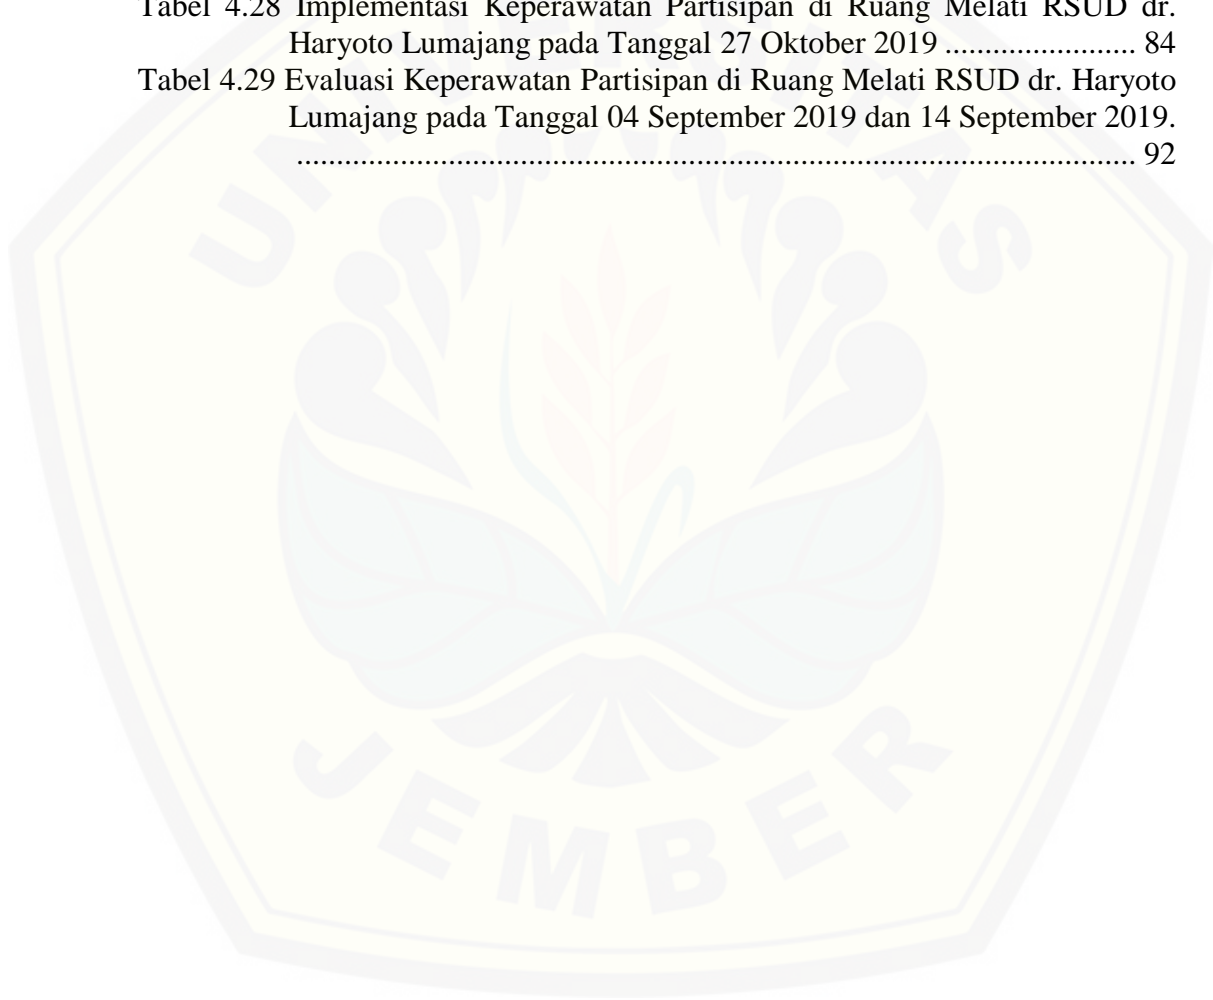 Tabel 4.28 Implementasi Keperawatan Partisipan di Ruang Melati RSUD dr.
Haryoto Lumajang pada Tanggal 27 Oktober 2019 ........................ 84
Tabel 4.29 Evaluasi Keperawatan Partisipan di Ruang Melati RSUD dr. Haryoto
Lumajang pada Tanggal 04 September 2019 dan 14 September 2019.
........................................................................................................ 92
UNIVERSITAS
JEMBER